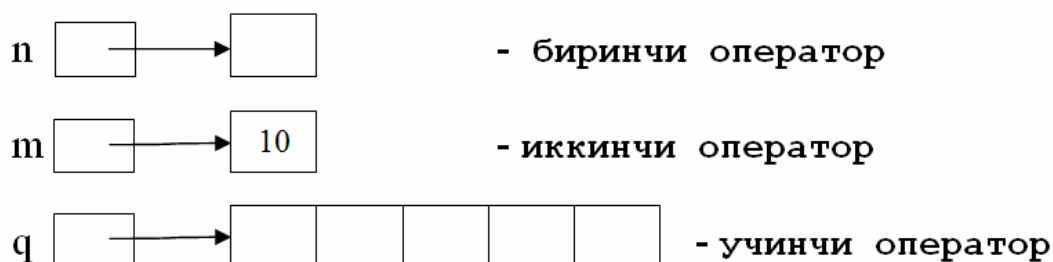 n - биринчи оператор
m 10 - иккинчи оператор
q - учинчи оператор